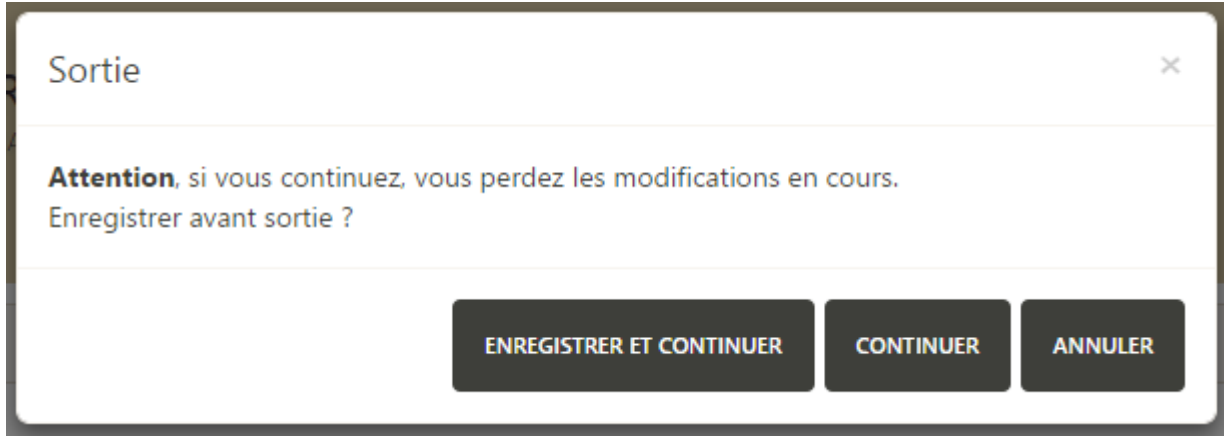 Sortie ×
Attention, si vous continuez, vous perdez les modifications en cours.
Enregistrer avant sortie ?
ENREGISTRER ET CONTINUER CONTINUER ANNULER